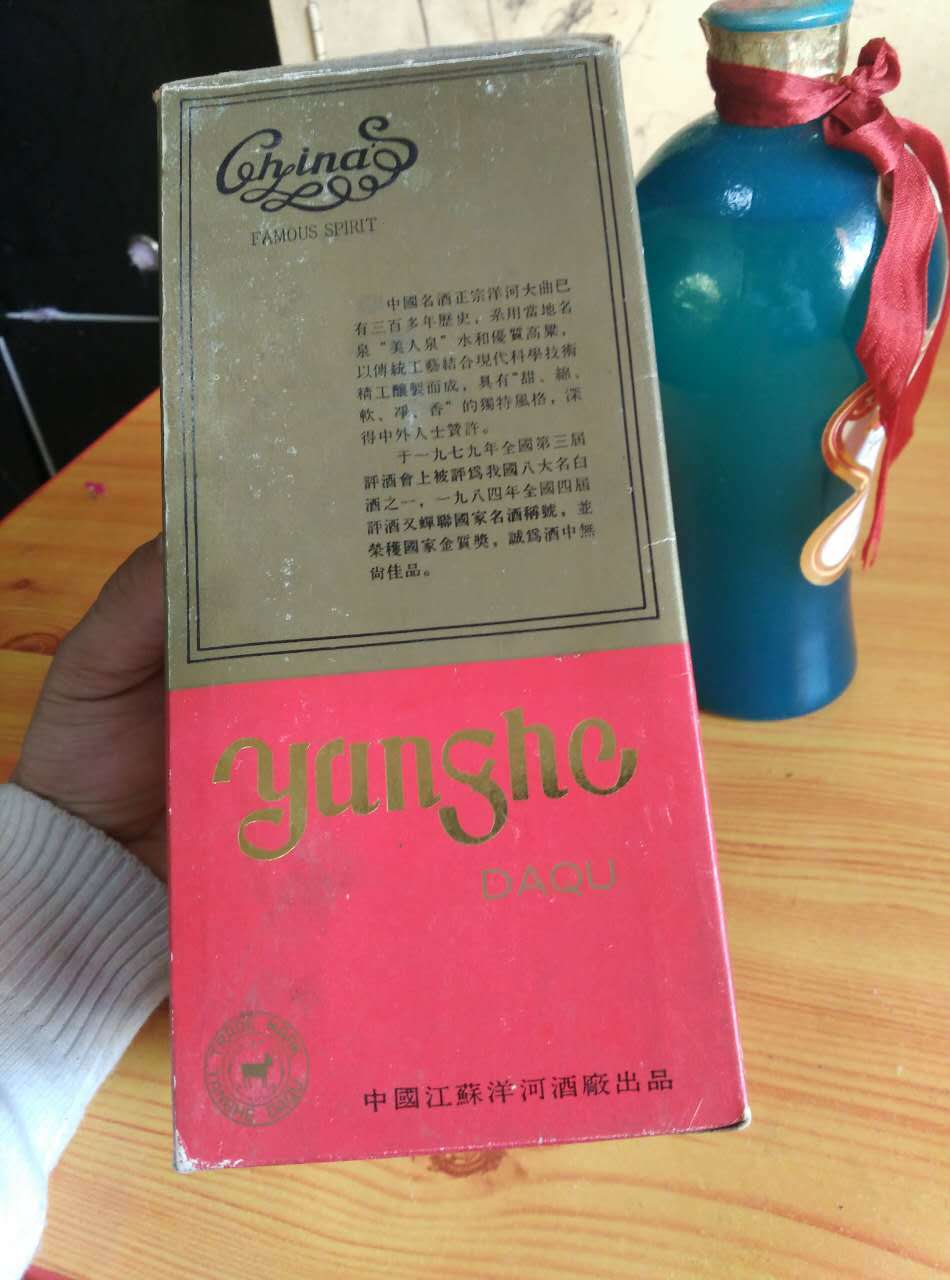 China's
FAMOUS SPIRIT
中國名酒正宗洋河大曲已
有三百多年歷史，系用當地名
泉“美人泉”水和優質高粱，
以傳統工藝結合現代科學技術
精工釀製而成，具有“甜、綿、
軟、凈、香”的獨特風格，深
得中外人士贊許。
于一九七九年全國第三屆
評酒會上被評爲我國八大名白
酒之一，一九八四年全國四届
評酒又蟬聯國家名酒稱號，並
榮穫國家金質獎，誠爲酒中無
尙佳品。
yanghe
DAQU
TRADE MARK
中國江蘇洋河酒廠出品